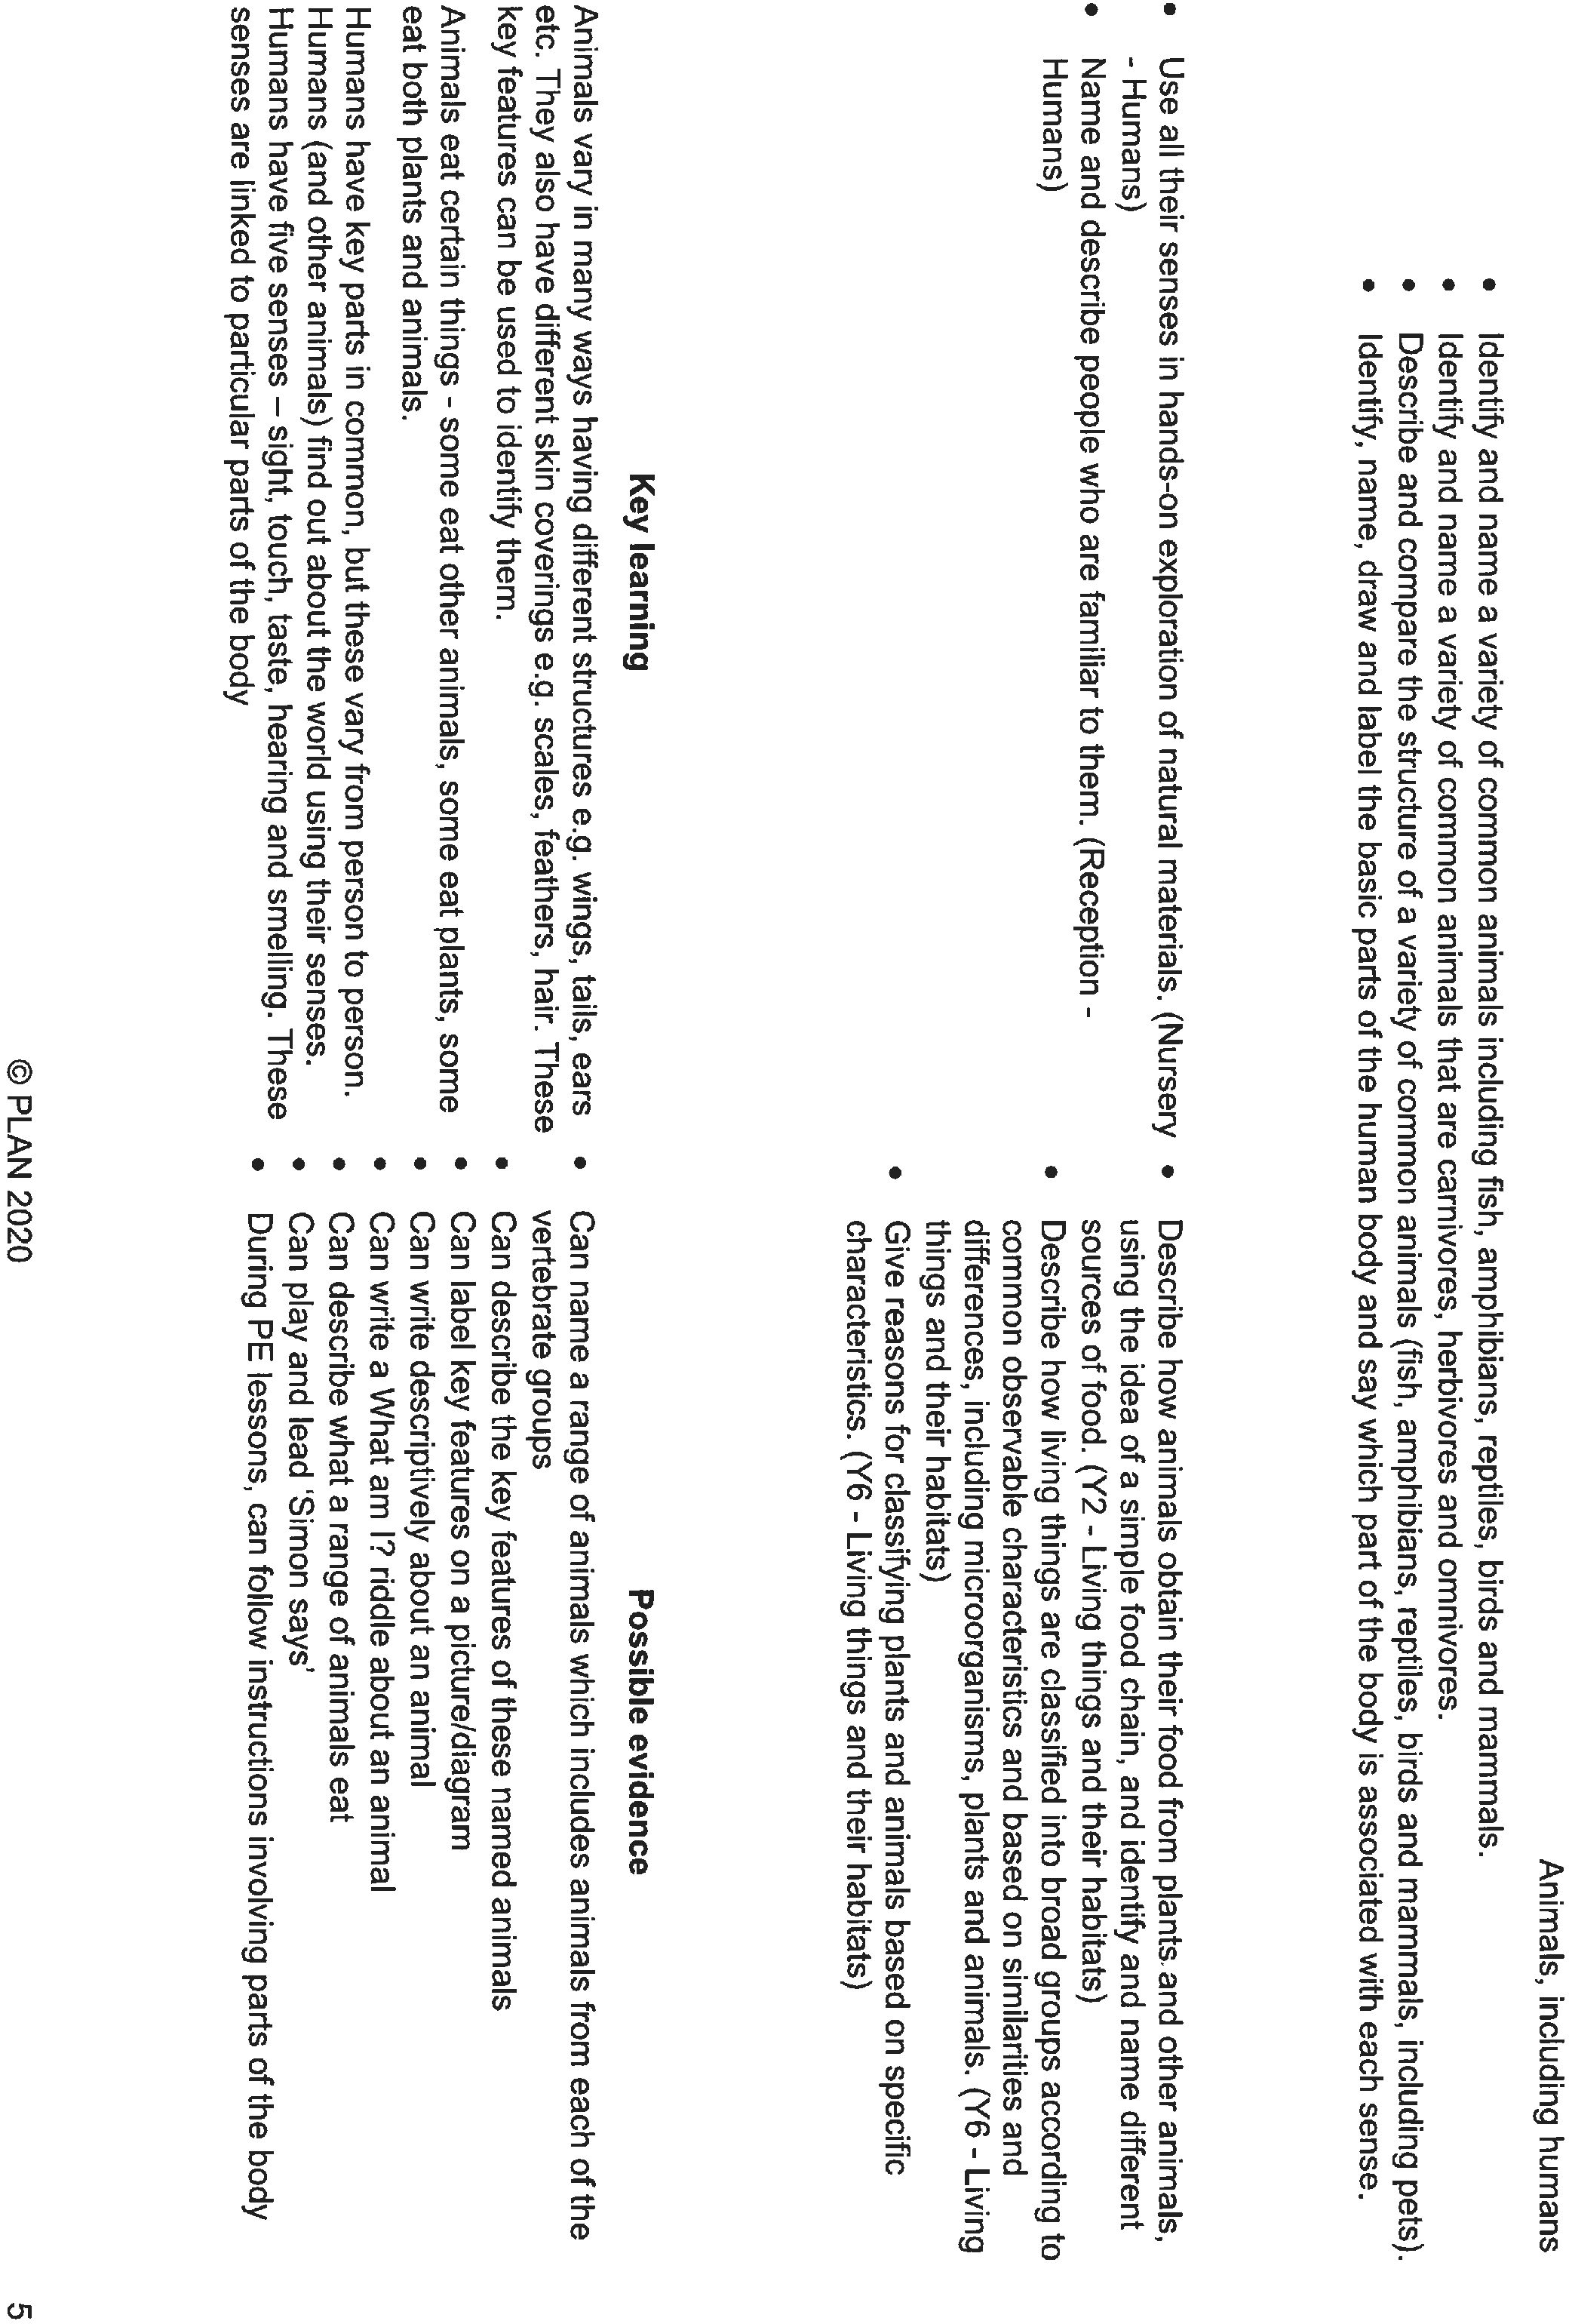 Animals, including humans
• Identify and name a variety of common animals including fish, amphibians, reptiles, birds and mammals.
• Identify and name a variety of common animals that are carnivores, herbivores and omnivores.
• Describe and compare the structure of a variety of common animals (fish, amphibians, reptiles, birds and mammals, including pets).
• Identify, name, draw and label the basic parts of the human body and say which part of the body is associated with each sense.
• Use all their senses in hands-on exploration of natural materials. (Nursery
- Humans)
• Name and describe people who are familiar to them. (Reception -
Humans)
• Describe how animals obtain their food from plants and other animals,
using the idea of a simple food chain, and identify and name different
sources of food. (Y2 - Living things and their habitats)
• Describe how living things are classified into broad groups according to
common observable characteristics and based on similarities and
differences, including microorganisms, plants and animals. (Y6 - Living
things and their habitats)
• Give reasons for classifying plants and animals based on specific
characteristics. (Y6 - Living things and their habitats)
Key learning
Animals vary in many ways having different structures e.g. wings, tails, ears
etc. They also have different skin coverings e.g. scales, feathers, hair. These
key features can be used to identify them.
Animals eat certain things - some eat other animals, some eat plants, some
eat both plants and animals.
Humans have key parts in common, but these vary from person to person.
Humans (and other animals) find out about the world using their senses.
Humans have five senses – sight, touch, taste, hearing and smelling. These
senses are linked to particular parts of the body
Possible evidence
• Can name a range of animals which includes animals from each of the
vertebrate groups
• Can describe the key features of these named animals
• Can label key features on a picture/diagram
• Can write descriptively about an animal
• Can write a What am I? riddle about an animal
• Can describe what a range of animals eat
• Can play and lead ‘Simon says’
• During PE lessons, can follow instructions involving parts of the body
© PLAN 2020
5